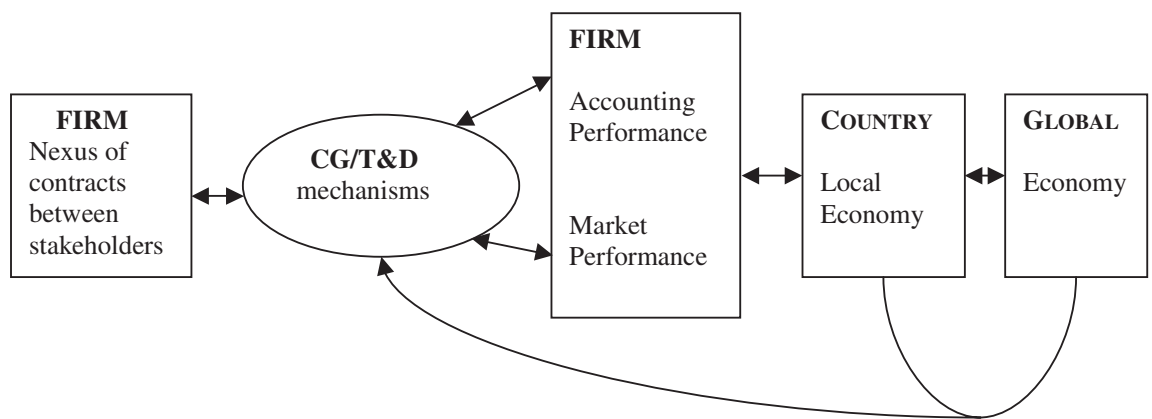 FIRM
Nexus of
contracts
between
stakeholders
CG/T&D
mechanisms
FIRM
Accounting
Performance
Market
Performance
COUNTRY
Local
Economy
GLOBAL
Economy